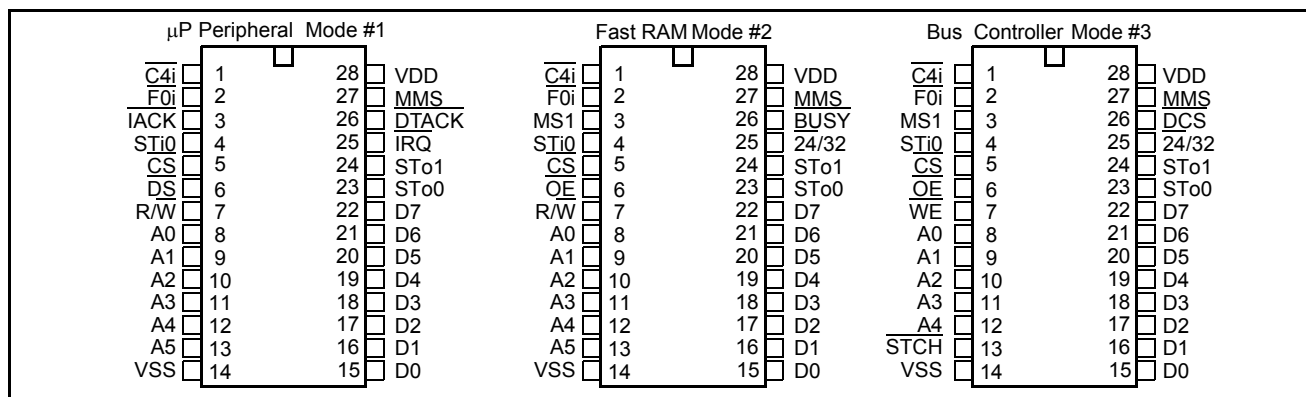 μP Peripheral Mode #1
C4i 1 28 VDD
F0i 2 27 MMS
IACK 3 26 DTACK
STi0 4 25 IRQ
CS 5 24 STo1
DS 6 23 STo0
R/W 7 22 D7
A0 8 21 D6
A1 9 20 D5
A2 10 19 D4
A3 11 18 D3
A4 12 17 D2
A5 13 16 D1
VSS 14 15 D0
Fast RAM Mode #2
C4i 1 28 VDD
F0i 2 27 MMS
MS1 3 26 BUSY
STi0 4 25 24/32
CS 5 24 STo1
OE 6 23 STo0
R/W 7 22 D7
A0 8 21 D6
A1 9 20 D5
A2 10 19 D4
A3 11 18 D3
A4 12 17 D2
A5 13 16 D1
VSS 14 15 D0
Bus Controller Mode #3
C4i 1 28 VDD
F0i 2 27 MMS
MS1 3 26 DCS
STi0 4 25 24/32
CS 5 24 STo1
OE 6 23 STo0
WE 7 22 D7
A0 8 21 D6
A1 9 20 D5
A2 10 19 D4
A3 11 18 D3
A4 12 17 D2
STCH 13 16 D1
VSS 14 15 D0